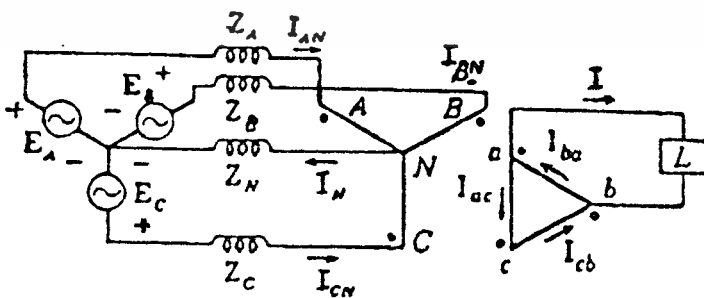 Z_A
I_AN
I_BN
+
E_B
+
-
Z_B
A
B
I
E_A
-
-
Z_N
I_N
N
a
I_ba
L
I_ac
b
E_C
+
C
c
I_cb
Z_C
I_CN